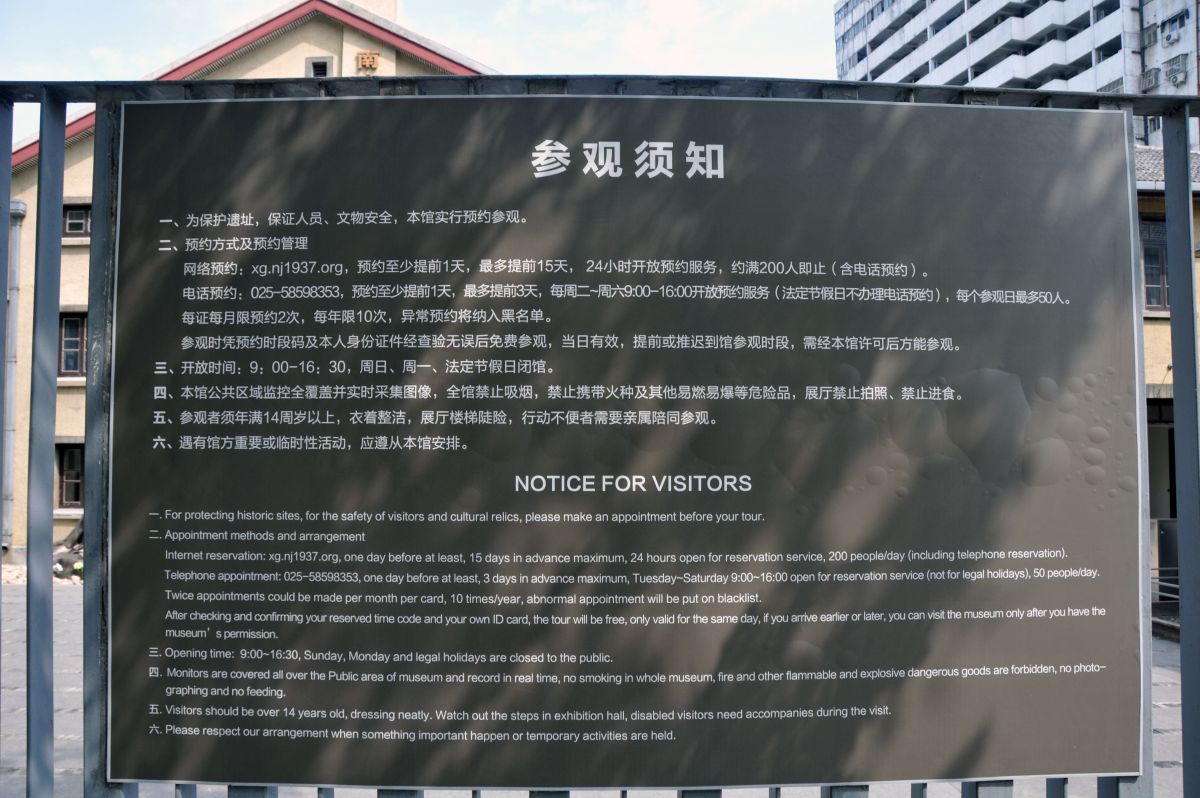 南
参观须知
一、为保护遗址，保证人员、文物安全，本馆实行预约参观。
二、预约方式及预约管理
网络预约：xg.nj1937.org，预约至少提前1天，最多提前15天， 24小时开放预约服务，约满200人即止（含电话预约）。
电话预约：025-58598353，预约至少提前1天，最多提前3天，每周二~周六9:00-16:00开放预约服务（法定节假日不办理电话预约），每个参观日最多50人。
每证每月限预约2次，每年限10次，异常预约将纳入黑名单。
参观时凭预约时段码及本人身份证件经查验无误后免费参观，当日有效，提前或推迟到馆参观时段，需经本馆许可后方能参观。
三、开放时间：9；00-16；30，周日、周一、法定节假日闭馆。
四、本馆公共区域监控全覆盖并实时采集图像，全馆禁止吸烟，禁止携带火种及其他易燃易爆等危险品，展厅禁止拍照、禁止进食。
五、参观者须年满14周岁以上，衣着整洁，展厅楼梯陡险，行动不便者需要亲属陪同参观。
六、遇有馆方重要或临时性活动，应遵从本馆安排。
NOTICE FOR VISITORS
一. For protecting historic sites, for the safety of visitors and cultural relics, please make an appointment before your tour.
二. Appointment methods and arrangement
Internet reservation: xg.nj1937.org, one day before at least, 15 days in advance maximum, 24 hours open for reservation service, 200 people/day (including telephone reservation).
Telephone appointment: 025-58598353, one day before at least, 3 days in advance maximum, Tuesday~Saturday 9:00~16:00 open for reservation service (not for legal holidays), 50 people/day.
Twice appointments could be made per month per card, 10 times/year, abnormal appointment will be put on blacklist.
After checking and confirming your reserved time code and your own ID card, the tour will be free, only valid for the same day, if you arrive earlier or later, you can visit the museum only after you have the
museum's permission.
三. Opening time: 9:00~16:30, Sunday, Monday and legal holidays are closed to the public.
四. Monitors are covered all over the Public area of museum and record in real time, no smoking in whole museum, fire and other flammable and explosive dangerous goods are forbidden, no photo-
graphing and no feeding.
五. Visitors should be over 14 years old, dressing neatly. Watch out the steps in exhibition hall, disabled visitors need accompanies during the visit.
六. Please respect our arrangement when something important happen or temporary activities are held.